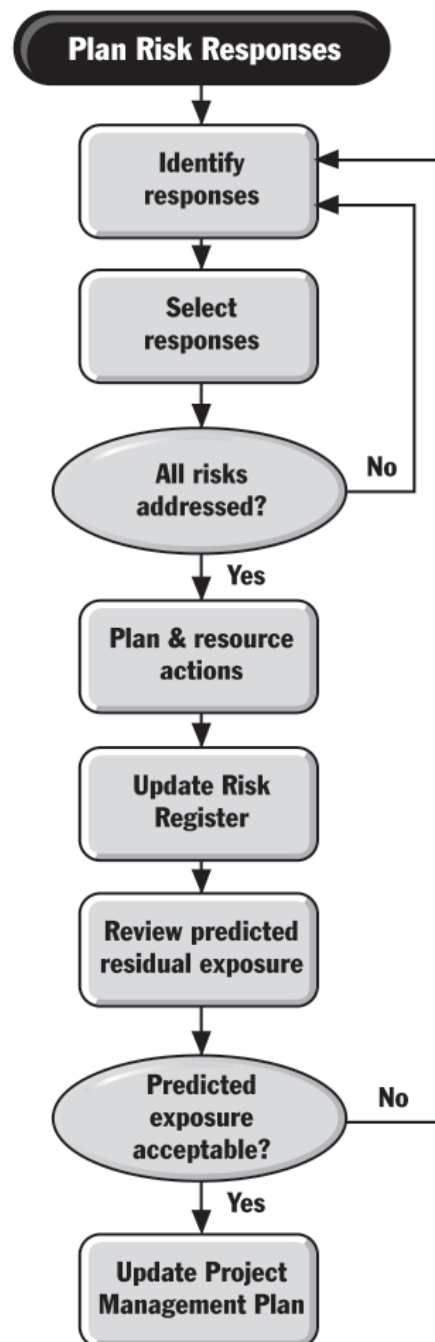 Plan Risk Responses
Identify
responses
Select
responses
All risks
addressed?
No
Yes
Plan & resource
actions
Update Risk
Register
Review predicted
residual exposure
Predicted
exposure
acceptable?
No
Yes
Update Project
Management Plan